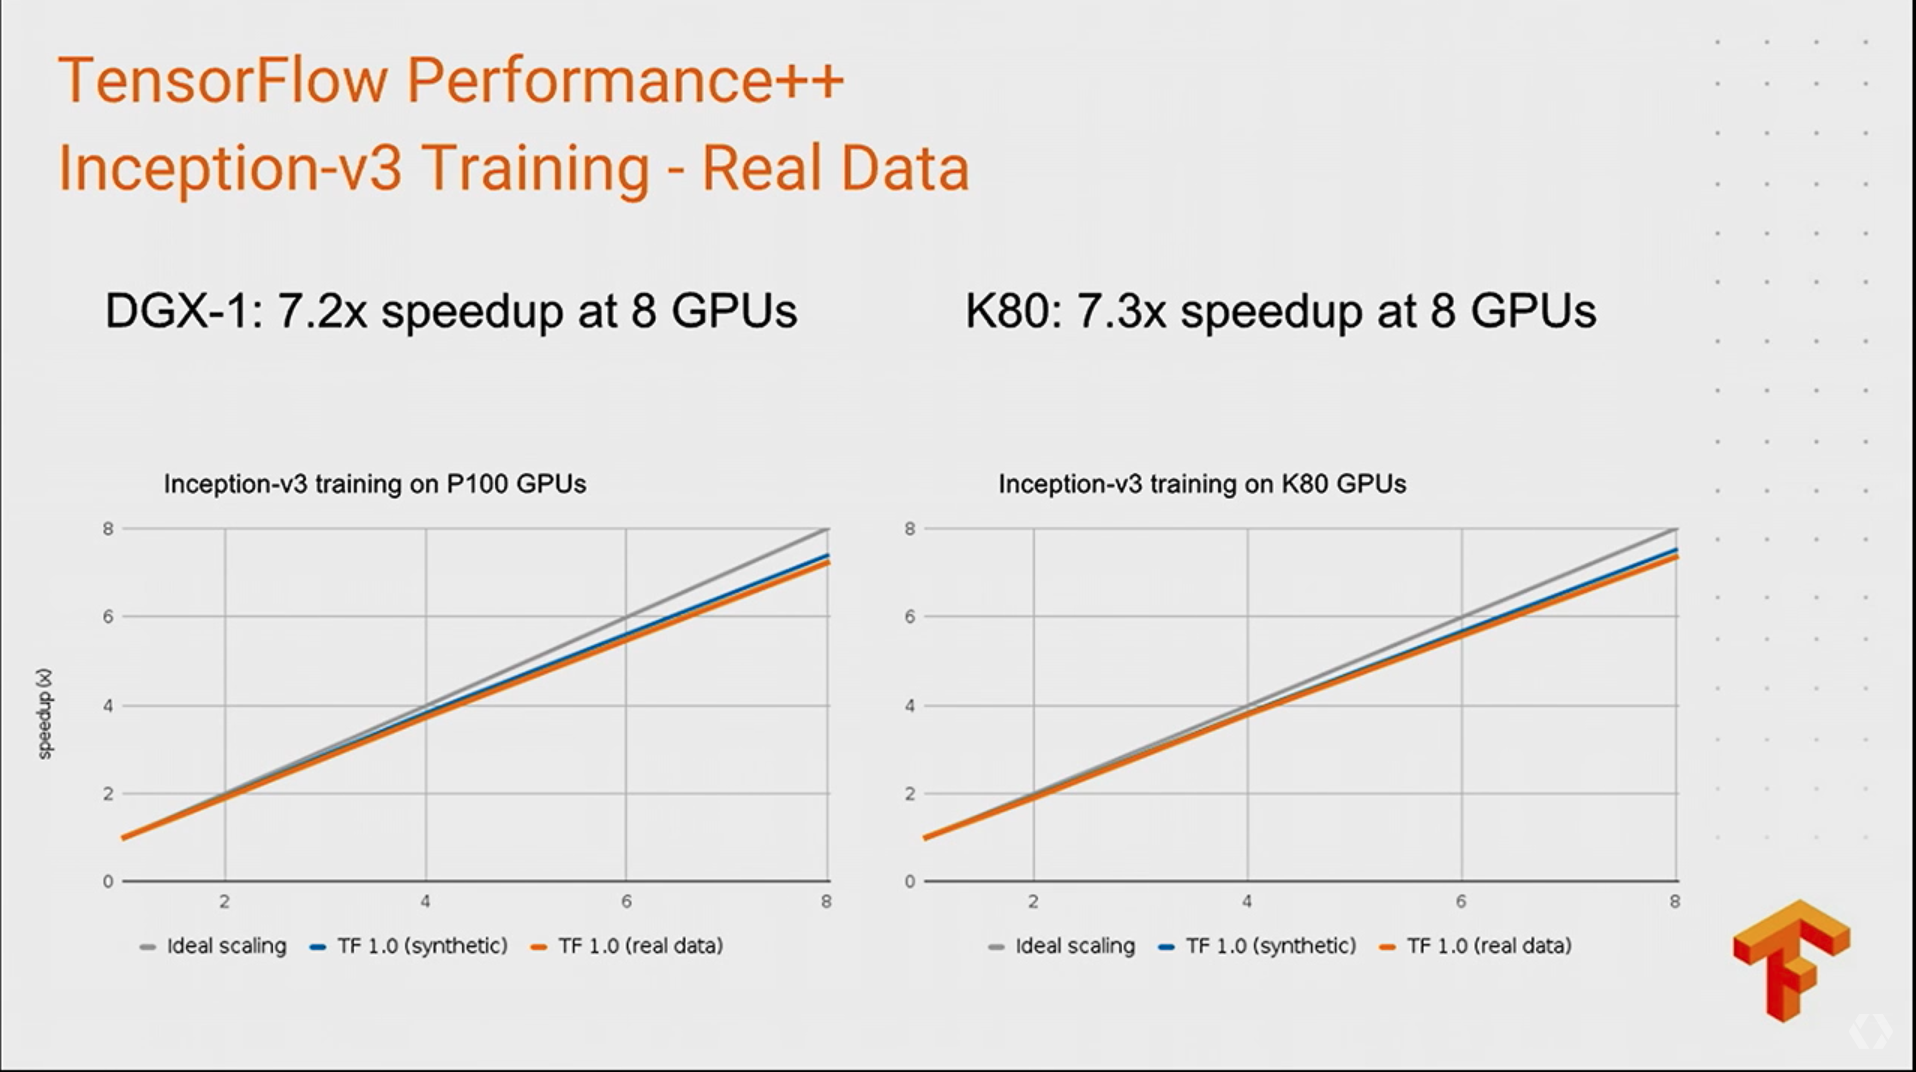 TensorFlow Performance++
Inception-v3 Training - Real Data
DGX-1: 7.2x speedup at 8 GPUs
K80: 7.3x speedup at 8 GPUs
Inception-v3 training on P100 GPUs
speedup (x)
8
6
4
2
0
2 4 6 8
Ideal scaling TF 1.0 (synthetic) TF 1.0 (real data)
Inception-v3 training on K80 GPUs
8
6
4
2
0
2 4 6 8
Ideal scaling TF 1.0 (synthetic) TF 1.0 (real data)